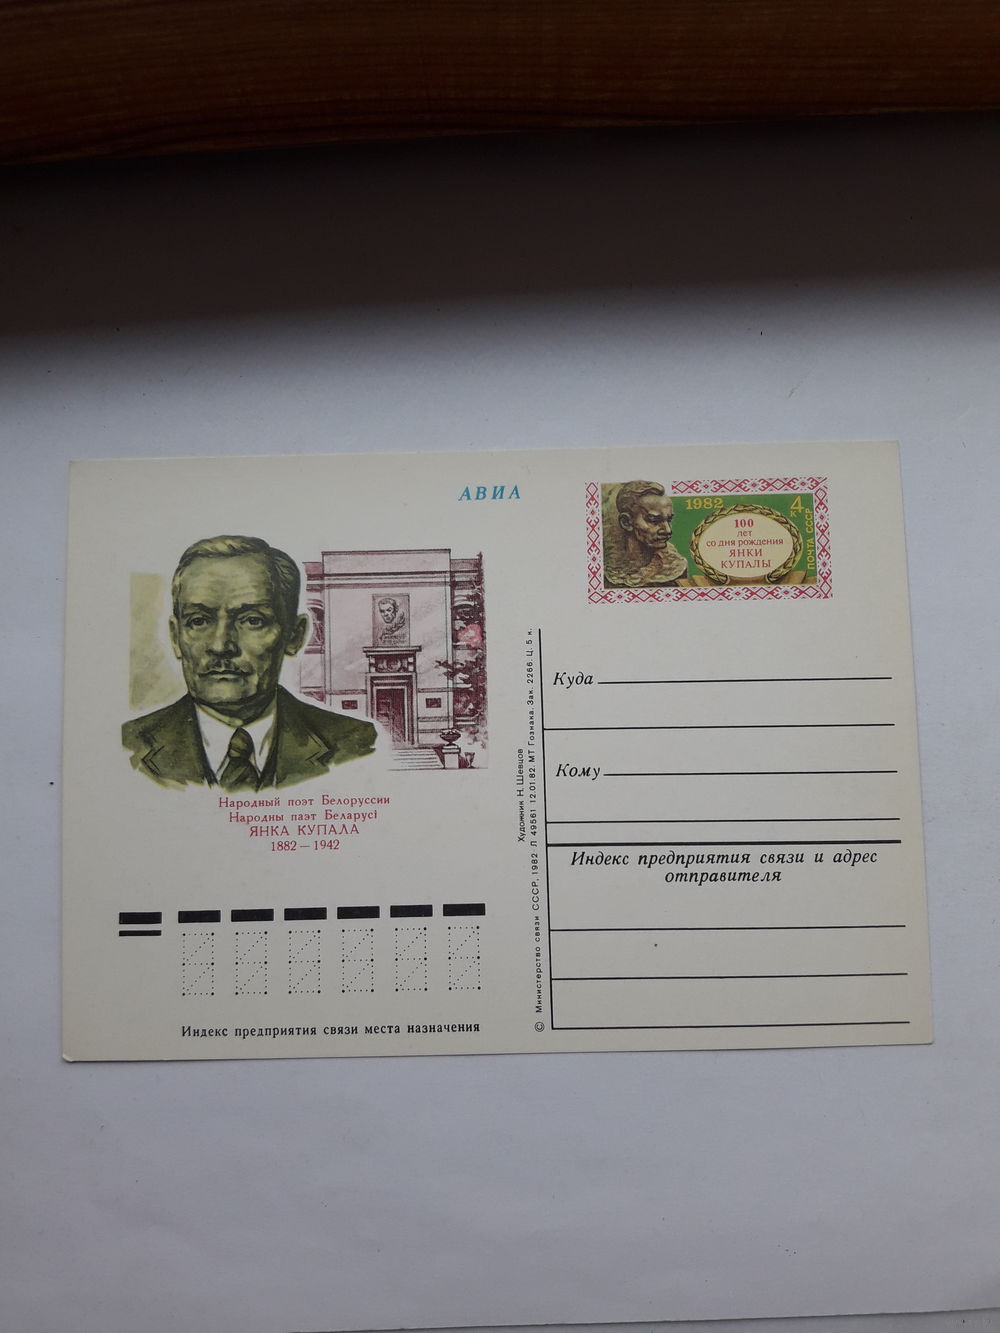 АВИА
1982
4
к
ПОЧТА СССР
100
лет
со дня рождения
ЯНКИ
КУПАЛЫ
Народный поэт Белоруссии
Народны паэт Беларусі
ЯНКА КУПАЛА
1882 — 1942
Индекс предприятия связи места назначения
© Министерство связи СССР, 1982 Л 49561 12.01.82. МТ Гознака. Зак. 2266. Ц. 5 к.
Художник Н. Шевцов
Куда
Кому
Индекс предприятия связи и адрес
отправителя